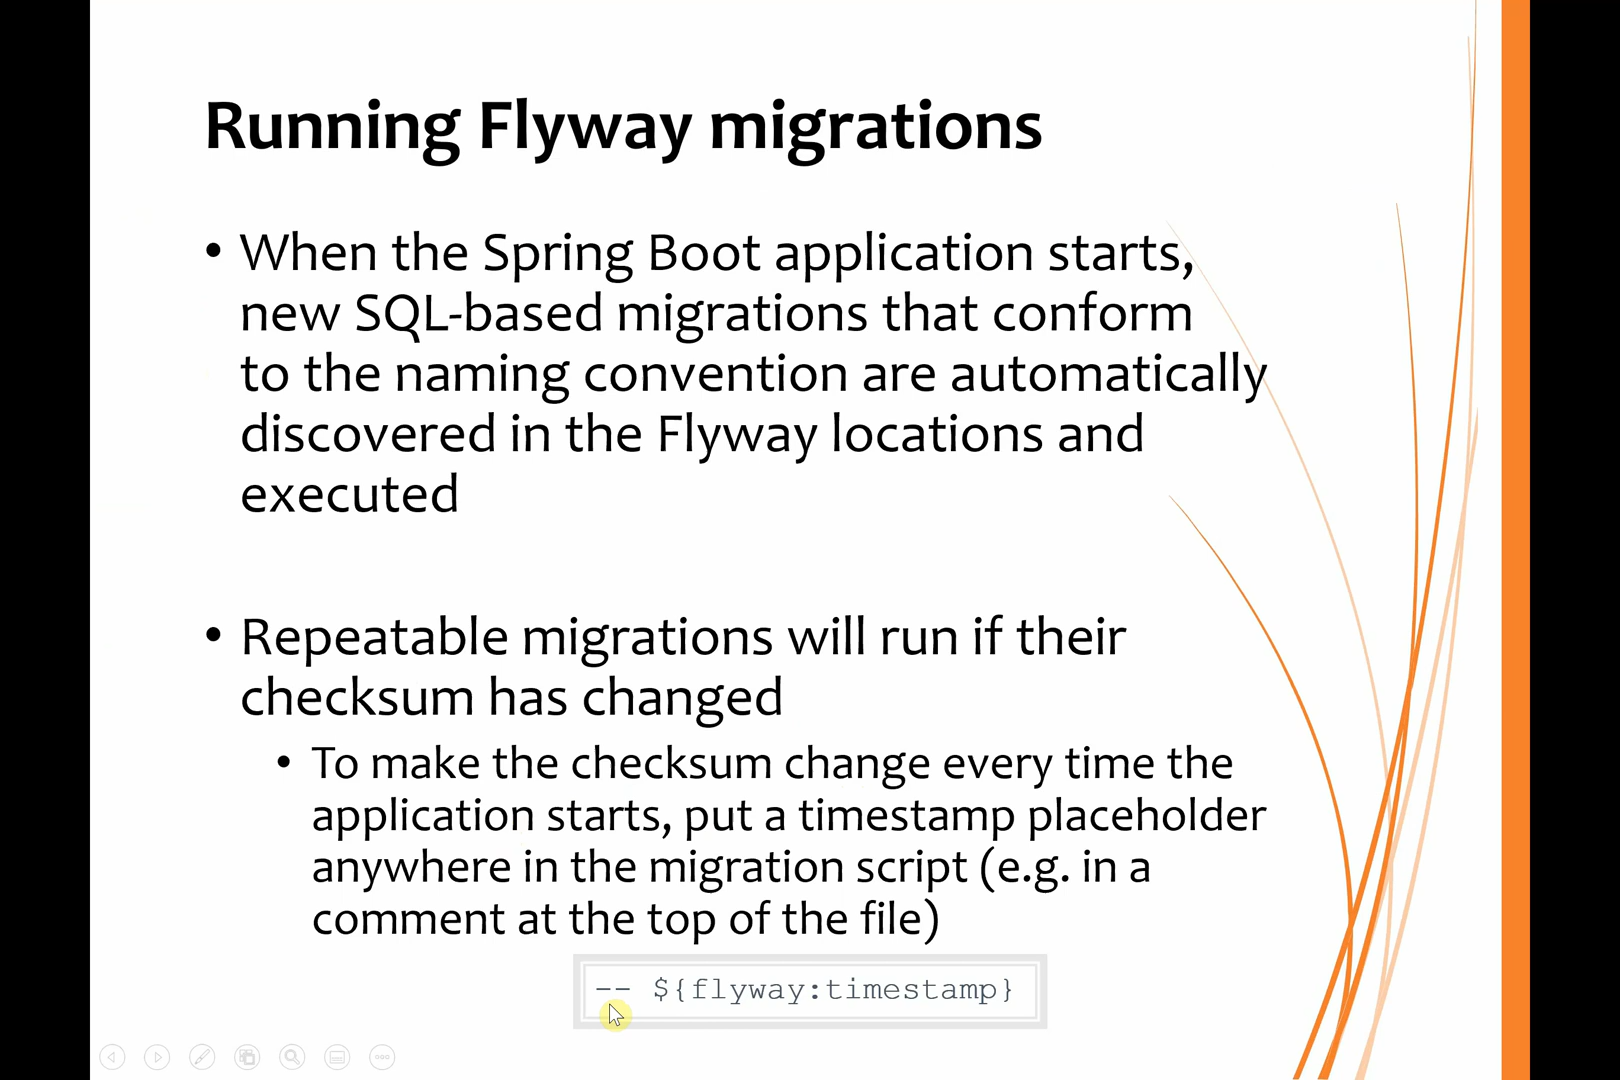 Running Flyway migrations
• When the Spring Boot application starts,
new SQL-based migrations that conform
to the naming convention are automatically
discovered in the Flyway locations and
executed
• Repeatable migrations will run if their
checksum has changed
• To make the checksum change every time the
application starts, put a timestamp placeholder
anywhere in the migration script (e.g. in a
comment at the top of the file)
-- ${flyway:timestamp}